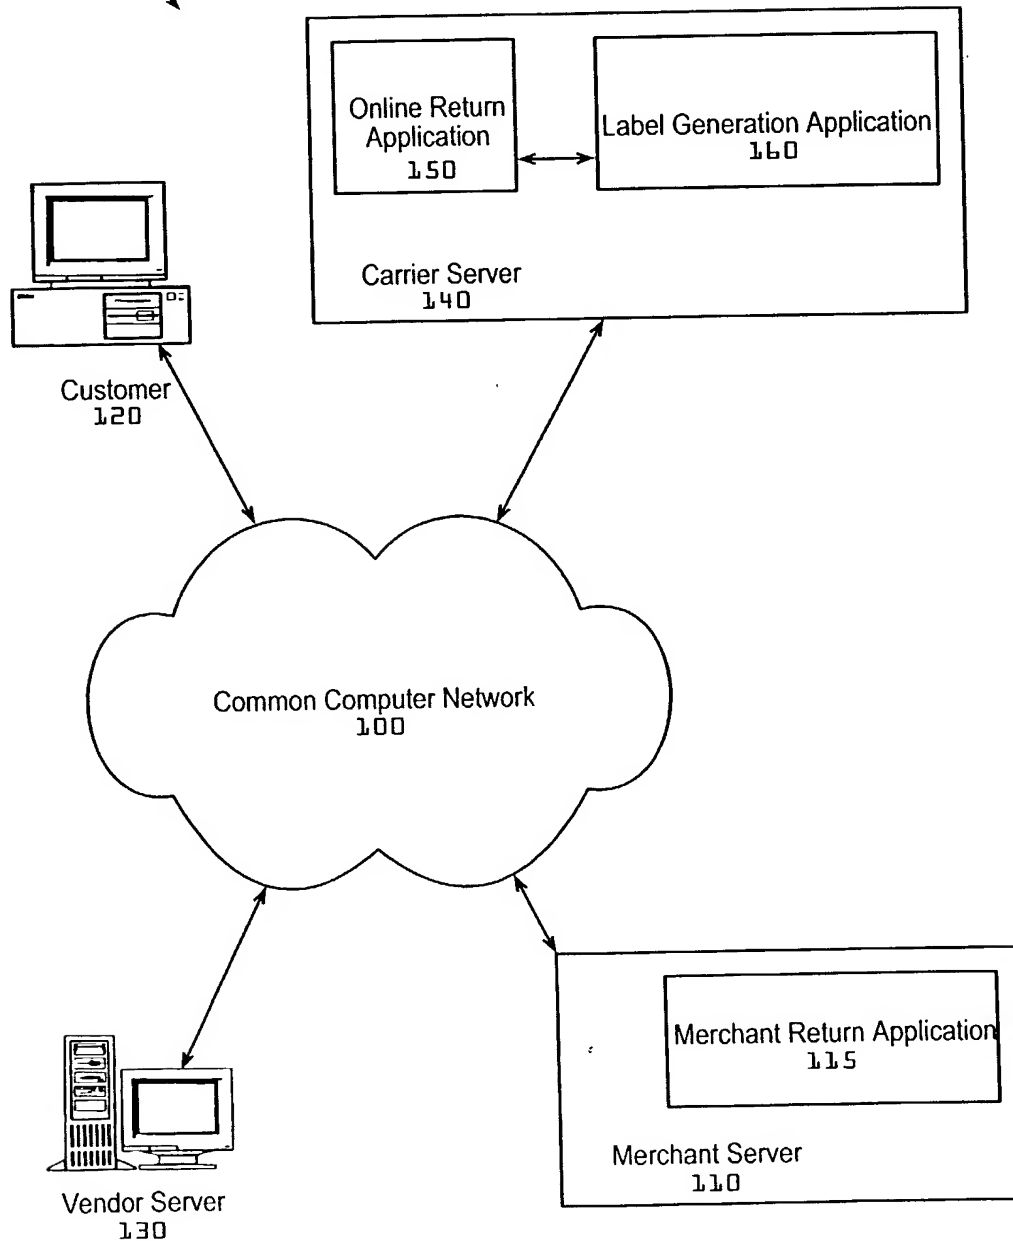 Online Return
Application
150
Label Generation Application
160
Carrier Server
140
Customer
120
Common Computer Network
100
Merchant Return Application
115
Merchant Server
110
Vendor Server
130